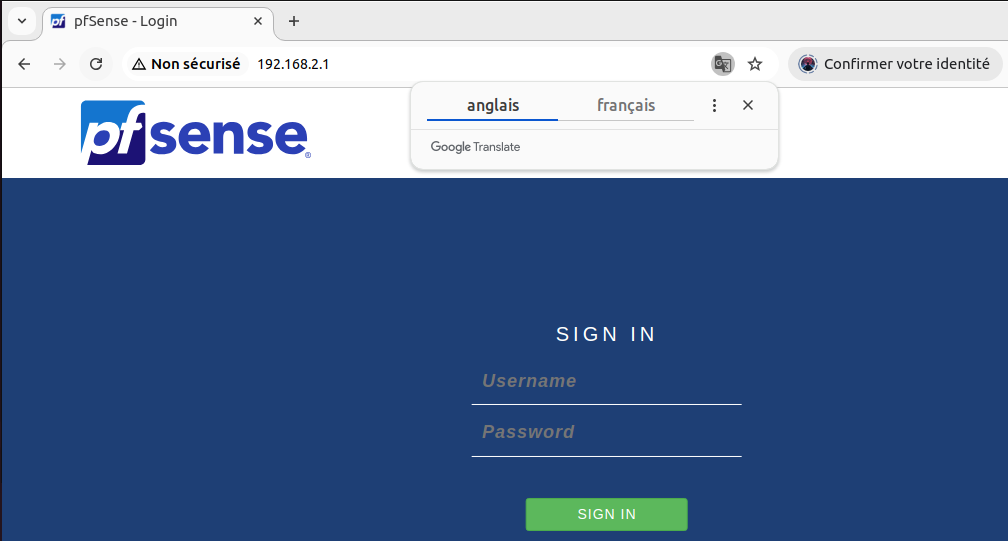 pfSense - Login
Non sécurisé 192.168.2.1 Confirmer votre identité
anglais français
Google Translate
pfsense®
SIGN IN
Username
Password
SIGN IN